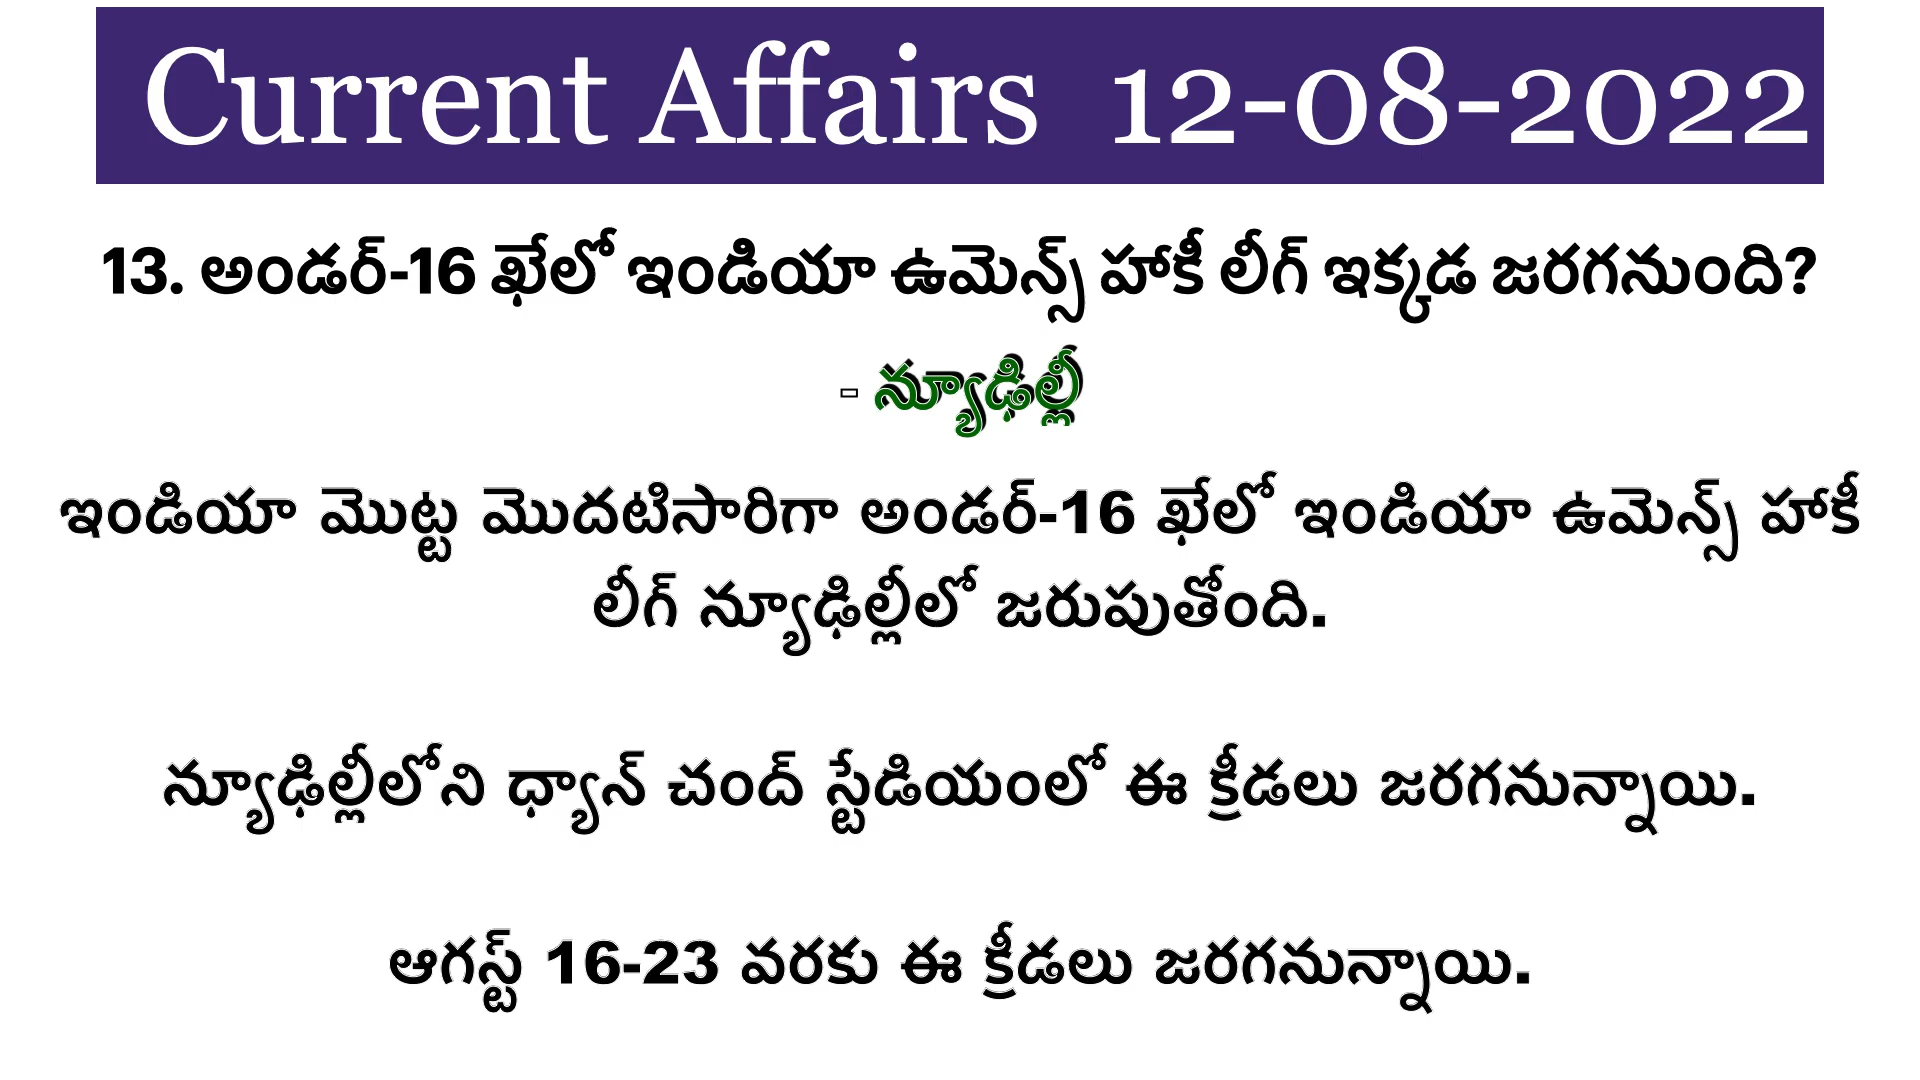 Current Affairs 12-08-2022
13. అండర్-16 ఖేలో ఇండియా ఉమెన్స్ హాకీ లీగ్ ఇక్కడ జరగనుంది?
- న్యూఢిల్లీ
ఇండియా మొట్ట మొదటిసారిగా అండర్-16 ఖేలో ఇండియా ఉమెన్స్ హాకీ
లీగ్ న్యూఢిల్లీలో జరుపుతోంది.
న్యూఢిల్లీలోని ధ్యాన్ చంద్ స్టేడియంలో ఈ క్రీడలు జరగనున్నాయి.
ఆగస్ట్ 16-23 వరకు ఈ క్రీడలు జరగనున్నాయి.